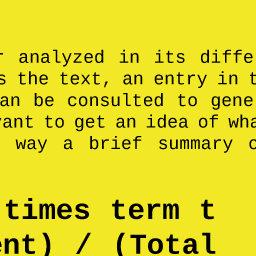 analyzed in its diffe
the text, an entry in t
an be consulted to gene
ant to get an idea of wha
way a brief summary
times term t
ent) / (Total